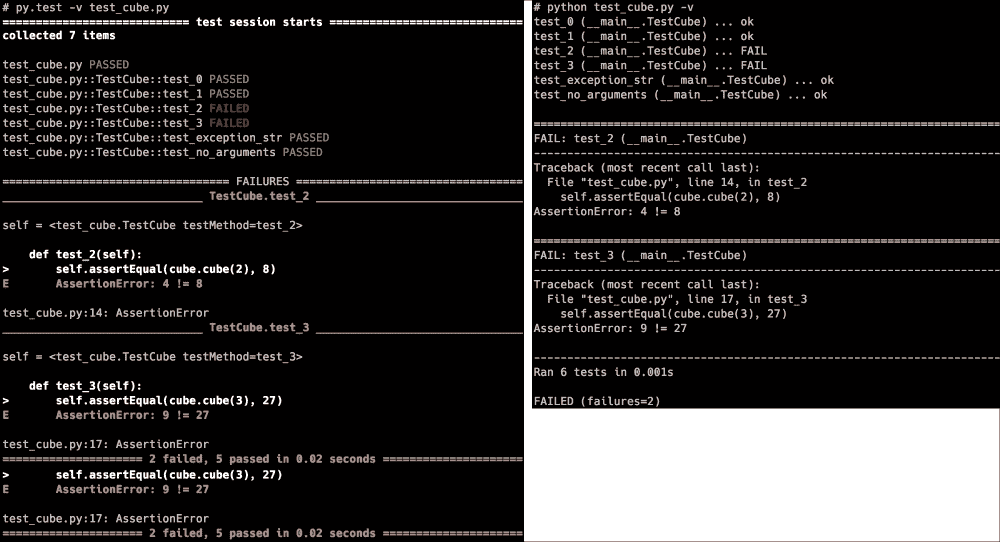 # py.test -v test_cube.py
============================ test session starts =============================
collected 7 items
test_cube.py PASSED
test_cube.py::TestCube::test_0 PASSED
test_cube.py::TestCube::test_1 PASSED
test_cube.py::TestCube::test_2 FAILED
test_cube.py::TestCube::test_3 FAILED
test_cube.py::TestCube::test_exception_str PASSED
test_cube.py::TestCube::test_no_arguments PASSED
================================== FAILURES ==================================
______________________________ TestCube.test_2 _______________________________
self = <test_cube.TestCube testMethod=test_2>
    def test_2(self):
>       self.assertEqual(cube.cube(2), 8)
E       AssertionError: 4 != 8
test_cube.py:14: AssertionError
______________________________ TestCube.test_3 _______________________________
self = <test_cube.TestCube testMethod=test_3>
    def test_3(self):
>       self.assertEqual(cube.cube(3), 27)
E       AssertionError: 9 != 27
test_cube.py:17: AssertionError
===================== 2 failed, 5 passed in 0.02 seconds =====================
>       self.assertEqual(cube.cube(3), 27)
E       AssertionError: 9 != 27
test_cube.py:17: AssertionError
===================== 2 failed, 5 passed in 0.02 seconds =====================
# python test_cube.py -v
test_0 (__main__.TestCube) ... ok
test_1 (__main__.TestCube) ... ok
test_2 (__main__.TestCube) ... FAIL
test_3 (__main__.TestCube) ... FAIL
test_exception_str (__main__.TestCube) ... ok
test_no_arguments (__main__.TestCube) ... ok
======================================================================
FAIL: test_2 (__main__.TestCube)
----------------------------------------------------------------------
Traceback (most recent call last):
  File "test_cube.py", line 14, in test_2
    self.assertEqual(cube.cube(2), 8)
AssertionError: 4 != 8
======================================================================
FAIL: test_3 (__main__.TestCube)
----------------------------------------------------------------------
Traceback (most recent call last):
  File "test_cube.py", line 17, in test_3
    self.assertEqual(cube.cube(3), 27)
AssertionError: 9 != 27
----------------------------------------------------------------------
Ran 6 tests in 0.001s
FAILED (failures=2)